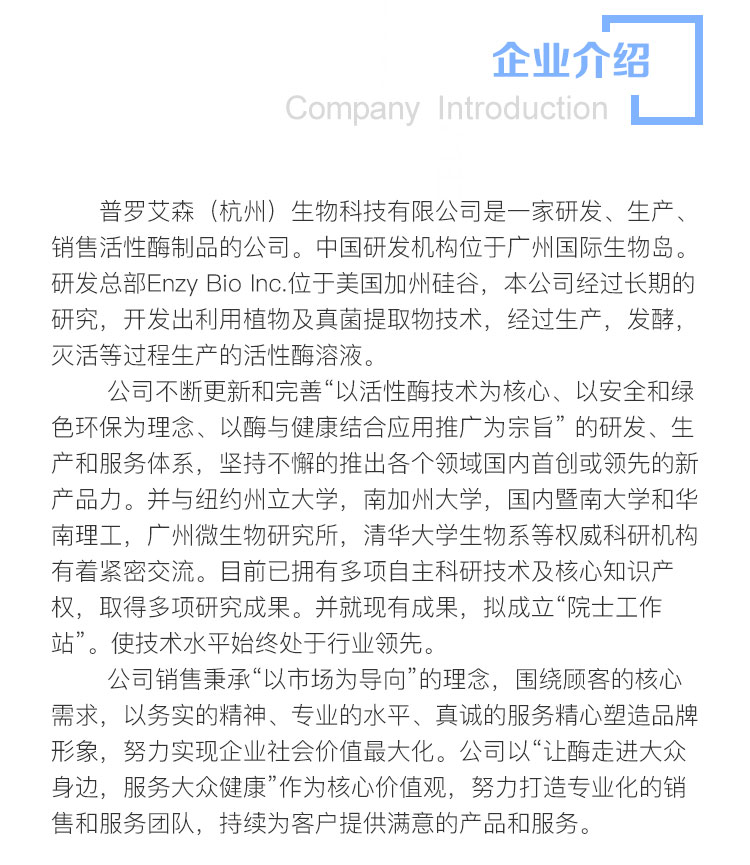 企业介绍
Company Introduction
普罗艾森（杭州）生物科技有限公司是一家研发、生产、
销售活性酶制品的公司。中国研发机构位于广州国际生物岛。
研发总部Enzy Bio Inc.位于美国加州硅谷，本公司经过长期的
研究，开发出利用植物及真菌提取物技术，经过生产，发酵，
灭活等过程生产的活性酶溶液。
公司不断更新和完善“以活性酶技术为核心、以安全和绿
色环保为理念、以酶与健康结合应用推广为宗旨” 的研发、生
产和服务体系，坚持不懈的推出各个领域国内首创或领先的新
产品力。并与纽约州立大学，南加州大学，国内暨南大学和华
南理工，广州微生物研究所，清华大学生物系等权威科研机构
有着紧密交流。目前已拥有多项自主科研技术及核心知识产
权，取得多项研究成果。并就现有成果，拟成立“院士工作
站”。使技术水平始终处于行业领先。
公司销售秉承“以市场为导向”的理念，围绕顾客的核心
需求，以务实的精神、专业的水平、真诚的服务精心塑造品牌
形象，努力实现企业社会价值最大化。公司以“让酶走进大众
身边，服务大众健康”作为核心价值观，努力打造专业化的销
售和服务团队，持续为客户提供满意的产品和服务。